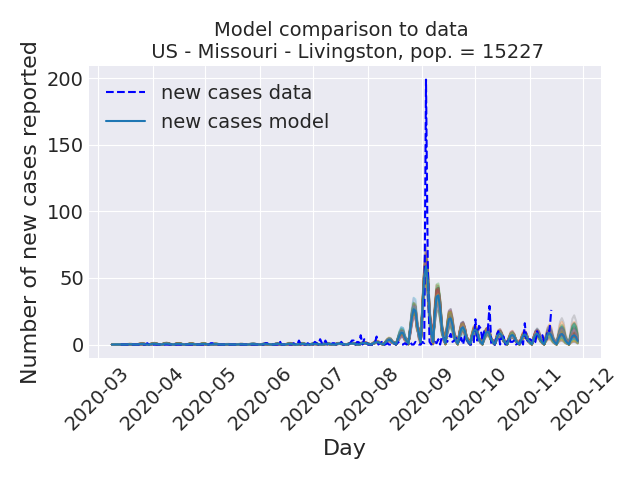 Model comparison to data
US - Missouri - Livingston, pop. = 15227
Number of new cases reported
200
150
100
50
0
new cases data
new cases model
2020-03
2020-04
2020-05
2020-06
2020-07
2020-08
2020-09
2020-10
2020-11
2020-12
Day